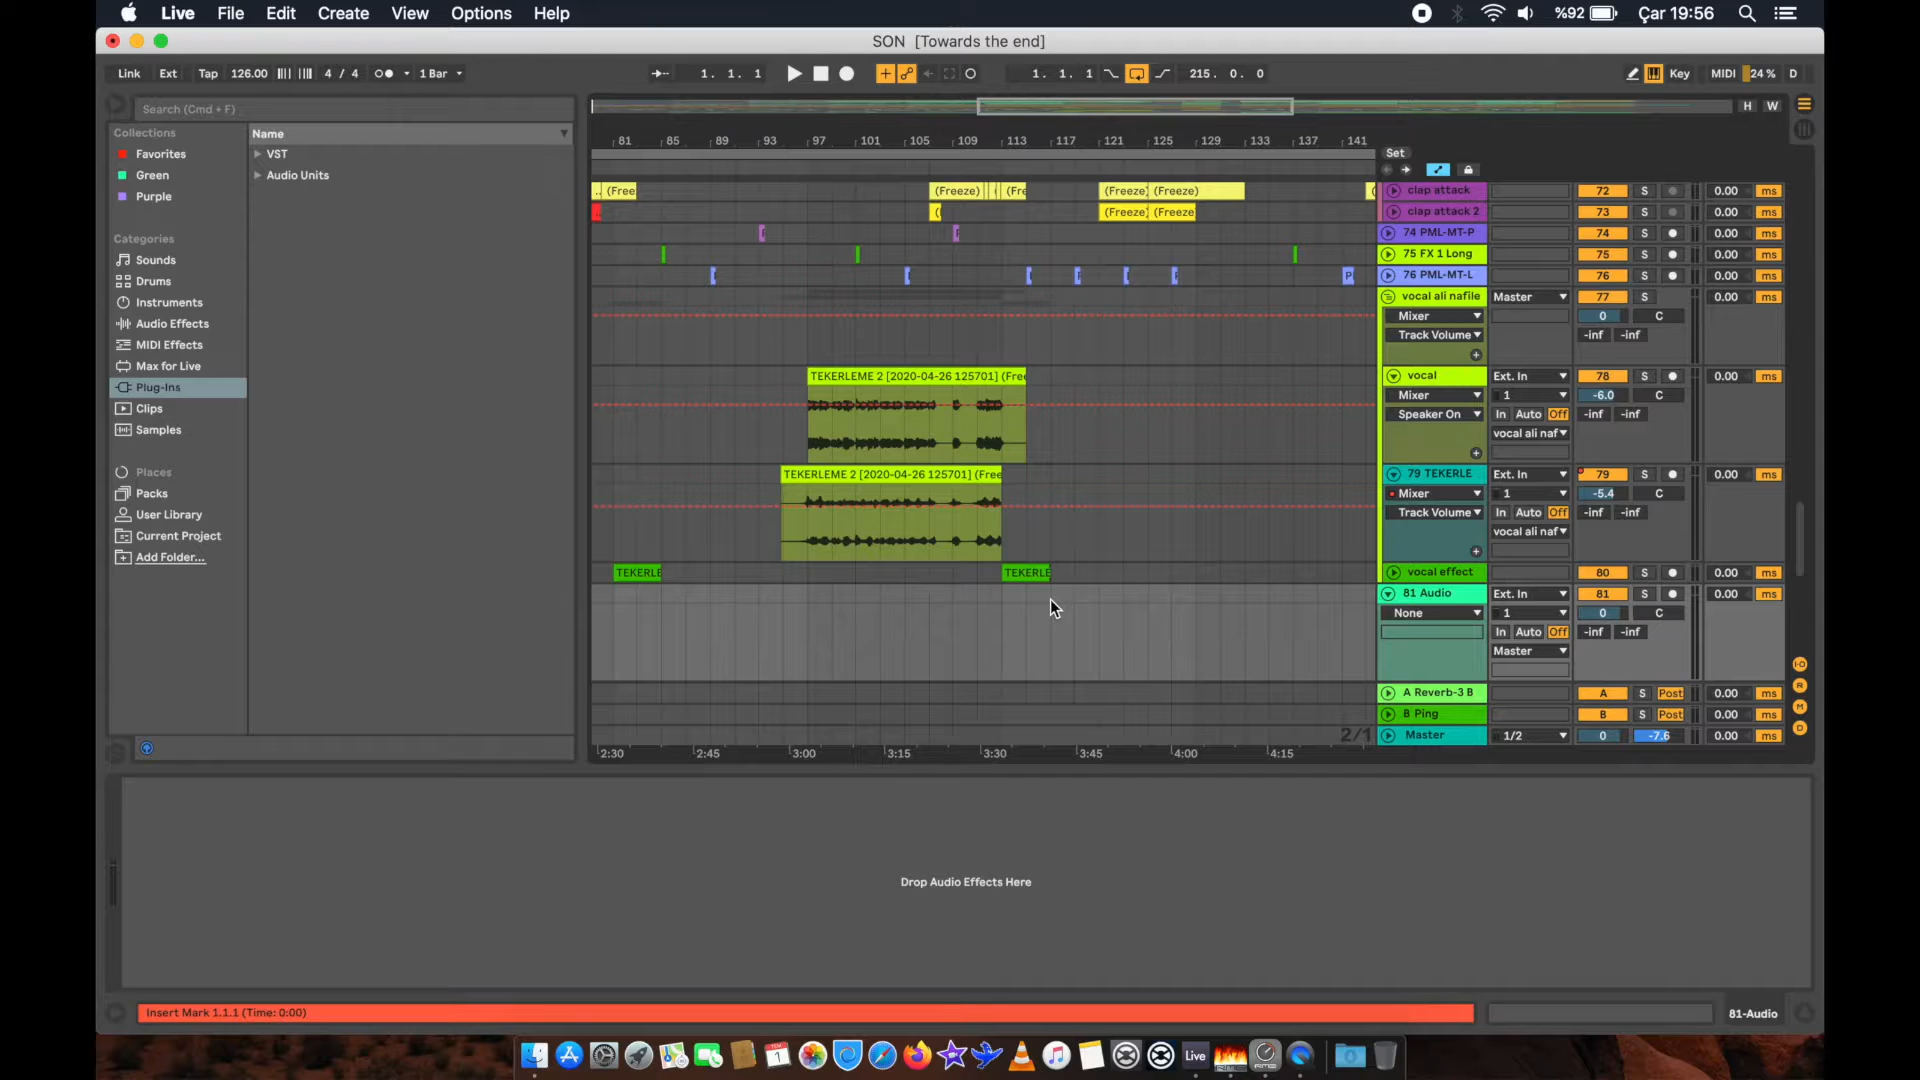 Live File Edit Create View Options Help %92 Çar 19:56
SON [Towards the end]
Link Ext Tap 126.00 4 / 4 1 Bar 1. 1. 1 1. 1. 1 215. 0. 0 Key MIDI 24 % D
Search (Cmd + F)
H W
Collections
Favorites
Green
Purple
Categories
Sounds
Drums
Instruments
Audio Effects
MIDI Effects
Max for Live
Plug-Ins
Clips
Samples
Places
Packs
User Library
Current Project
Add Folder...
Name
VST
Audio Units
81 85 89 93 97 101 105 109 113 117 121 125 129 133 137 141
Set
(Free (Freeze) (Fre (Freeze) (Freeze) clap attack 72 S 0.00 ms
(Freeze) (Freeze clap attack 2 73 S 0.00 ms
74 PML-MT-P 74 S 0.00 ms
75 FX 1 Long 75 S 0.00 ms
76 PML-MT-L 76 S 0.00 ms
vocal ali nafile Master 77 S 0.00 ms
Mixer 0 C
Track Volume -inf -inf
TEKERLEME 2 [2020-04-26 125701] (Free vocal Ext. In 78 S 0.00 ms
Mixer 1 -6.0 C
Speaker On In Auto Off -inf -inf
vocal ali naf
TEKERLEME 2 [2020-04-26 125701] (Free 79 TEKERLE Ext. In 79 S 0.00 ms
Mixer 1 -5.4 C
Track Volume In Auto Off -inf -inf
vocal ali naf
TEKERLE TEKERLE vocal effect 80 S 0.00 ms
81 Audio Ext. In 81 S 0.00 ms
None 1 0 C
In Auto Off -inf -inf
Master
A Reverb-3 B A S Post 0.00 ms
B Ping B S Post 0.00 ms
2/1 Master 1/2 0 -7.6 0.00 ms
2:30 2:45 3:00 3:15 3:30 3:45 4:00 4:15
I-O
R
M
D
Drop Audio Effects Here
Insert Mark 1.1.1 (Time: 0:00) 81-Audio
Live